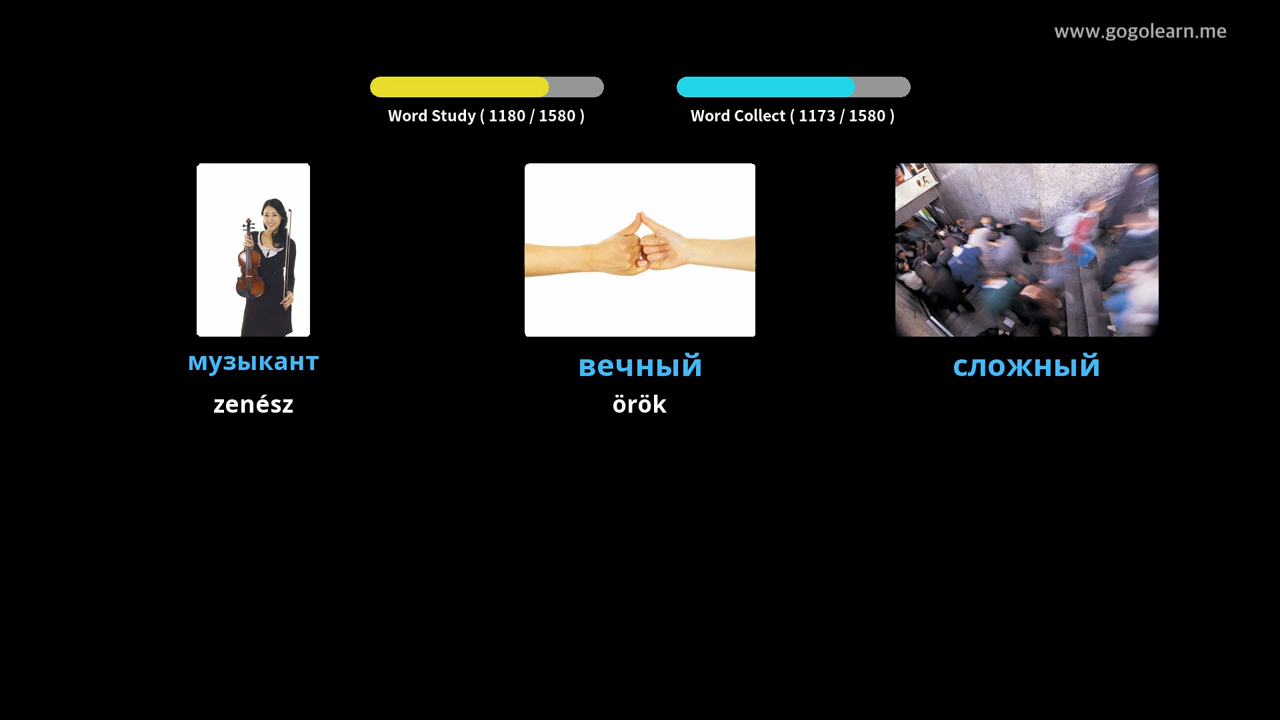 www.gogolearn.me
Word Study ( 1180 / 1580 )
Word Collect ( 1173 / 1580 )
музыкант
вечный
сложный
zenész
örök